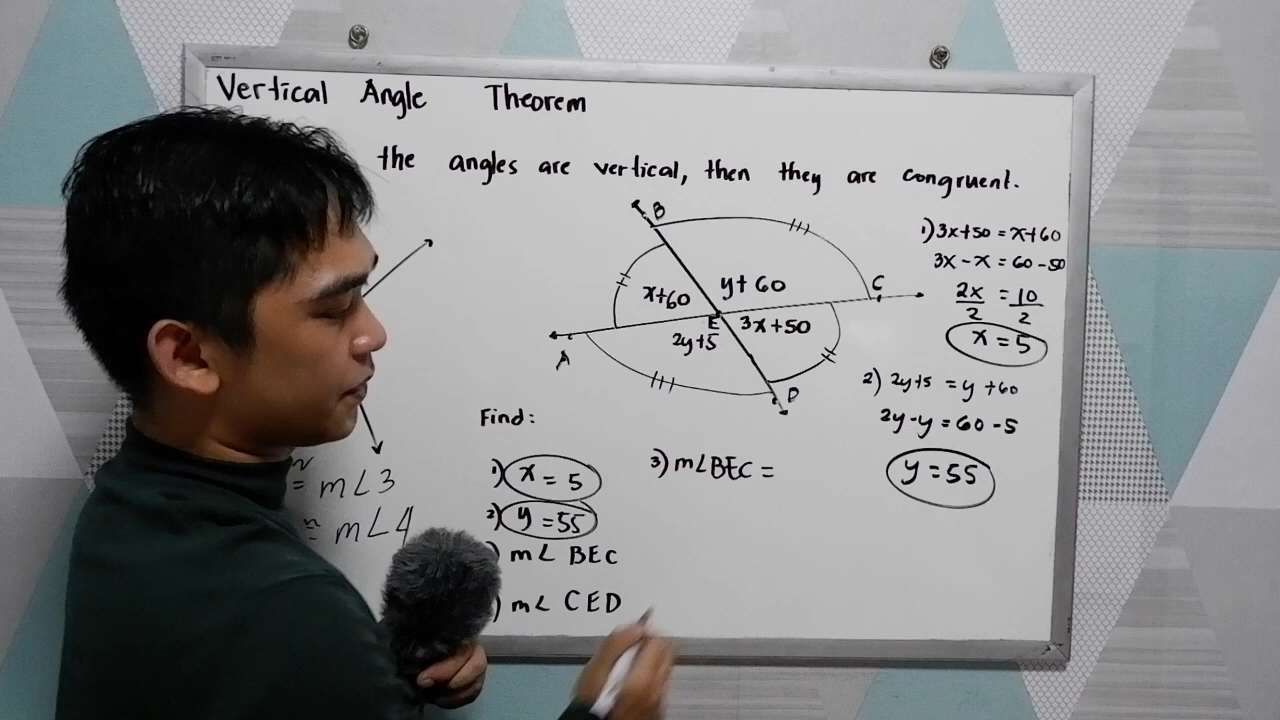 Vertical Angle Theorem
the angles are vertical, then they are congruent.
B
C
y+60
x+60
E
3x+50
2y+5
A
D
1) 3x+50 = x+60
3x - x = 60 - 50
2x = 10
2 2
x = 5
2) 2y+5 = y+60
2y - y = 60 - 5
y = 55
Find:
1) x = 5
2) y = 55
) m∠ BEC
) m∠ CED
3) m∠BEC =
= m∠3
≅ m∠4